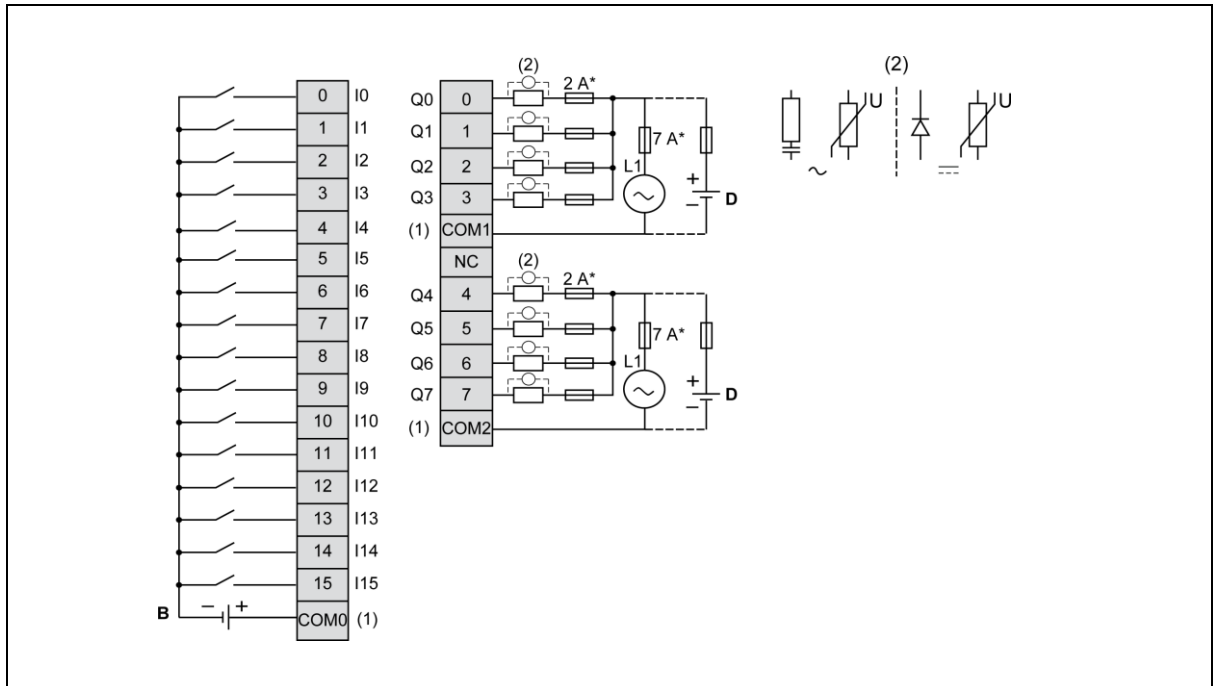 0 I0
1 I1
2 I2
3 I3
4 I4
5 I5
6 I6
7 I7
8 I8
9 I9
10 I10
11 I11
12 I12
13 I13
14 I14
15 I15
B − + COM0 (1)
(2)
Q0 0 2 A*
Q1 1 7 A*
Q2 2 L1
Q3 3 + − D
(1) COM1
NC (2)
Q4 4 2 A*
Q5 5 7 A*
Q6 6 L1
Q7 7 + − D
(1) COM2
(2)
U U
~